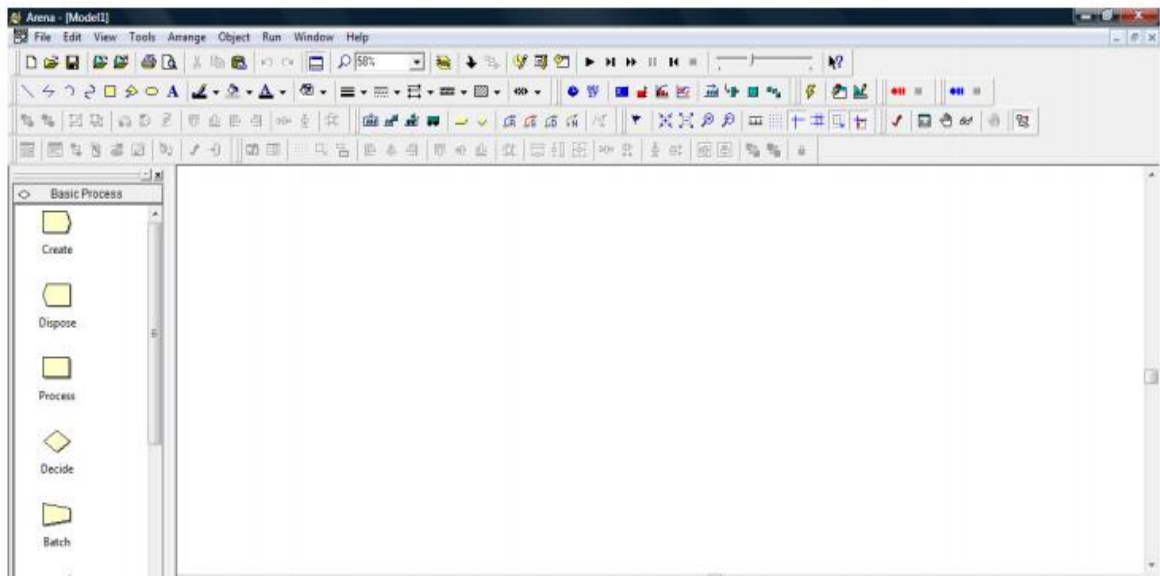 Arena - [Model1]
File Edit View Tools Arrange Object Run Window Help
58%
A
Basic Process
Create
Dispose
Process
Decide
Batch